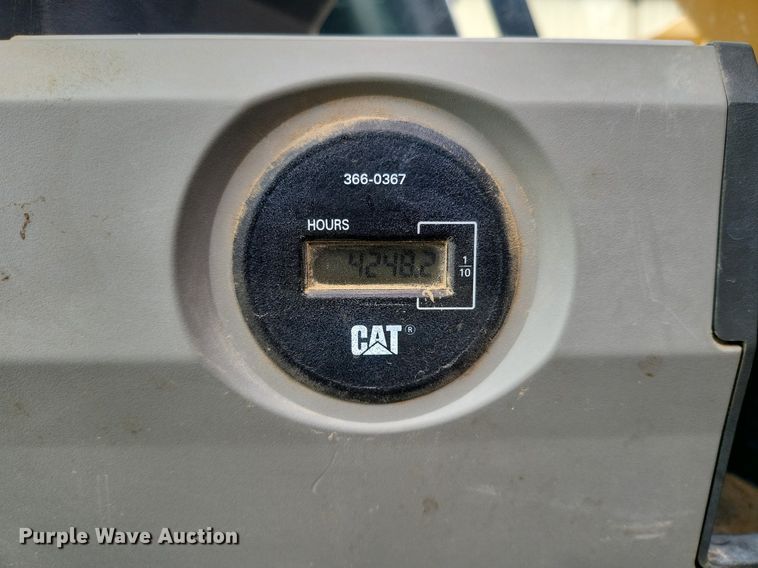 366-0367
HOURS
4248.2
1
10
CAT®
Purple Wave Auction